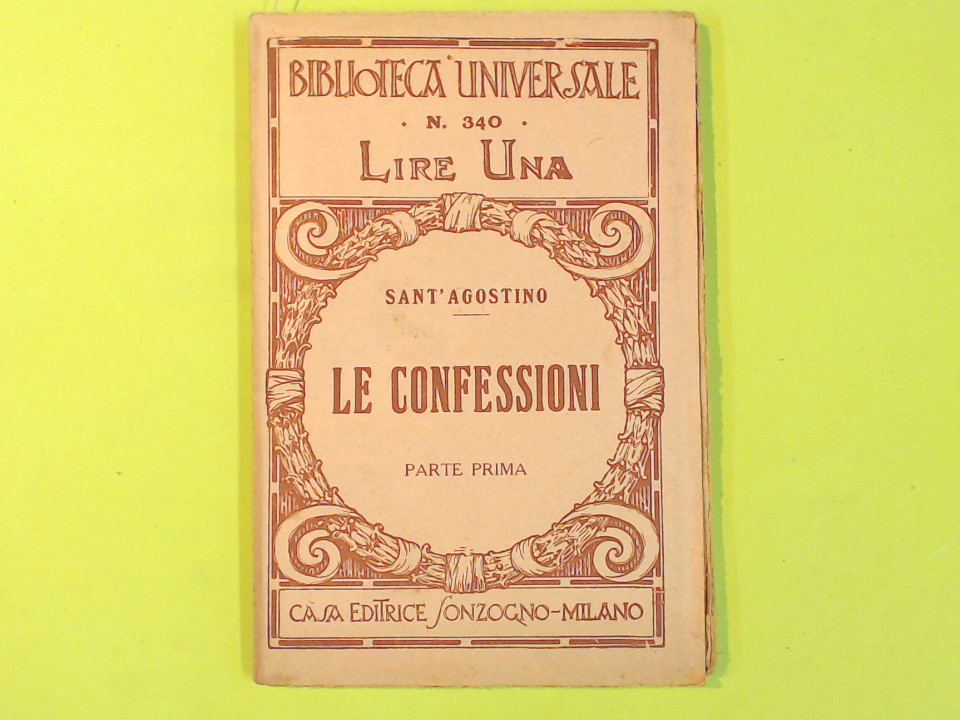 BIBLIOTECA UNIVERSALE
· N. 340 ·
LIRE UNA
SANT'AGOSTINO
LE CONFESSIONI
PARTE PRIMA
CASA EDITRICE SONZOGNO-MILANO